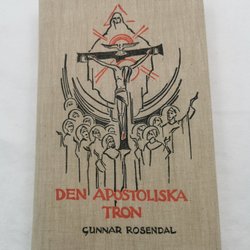 DEN APOSTOLISKA
TRON
GUNNAR ROSENDAL